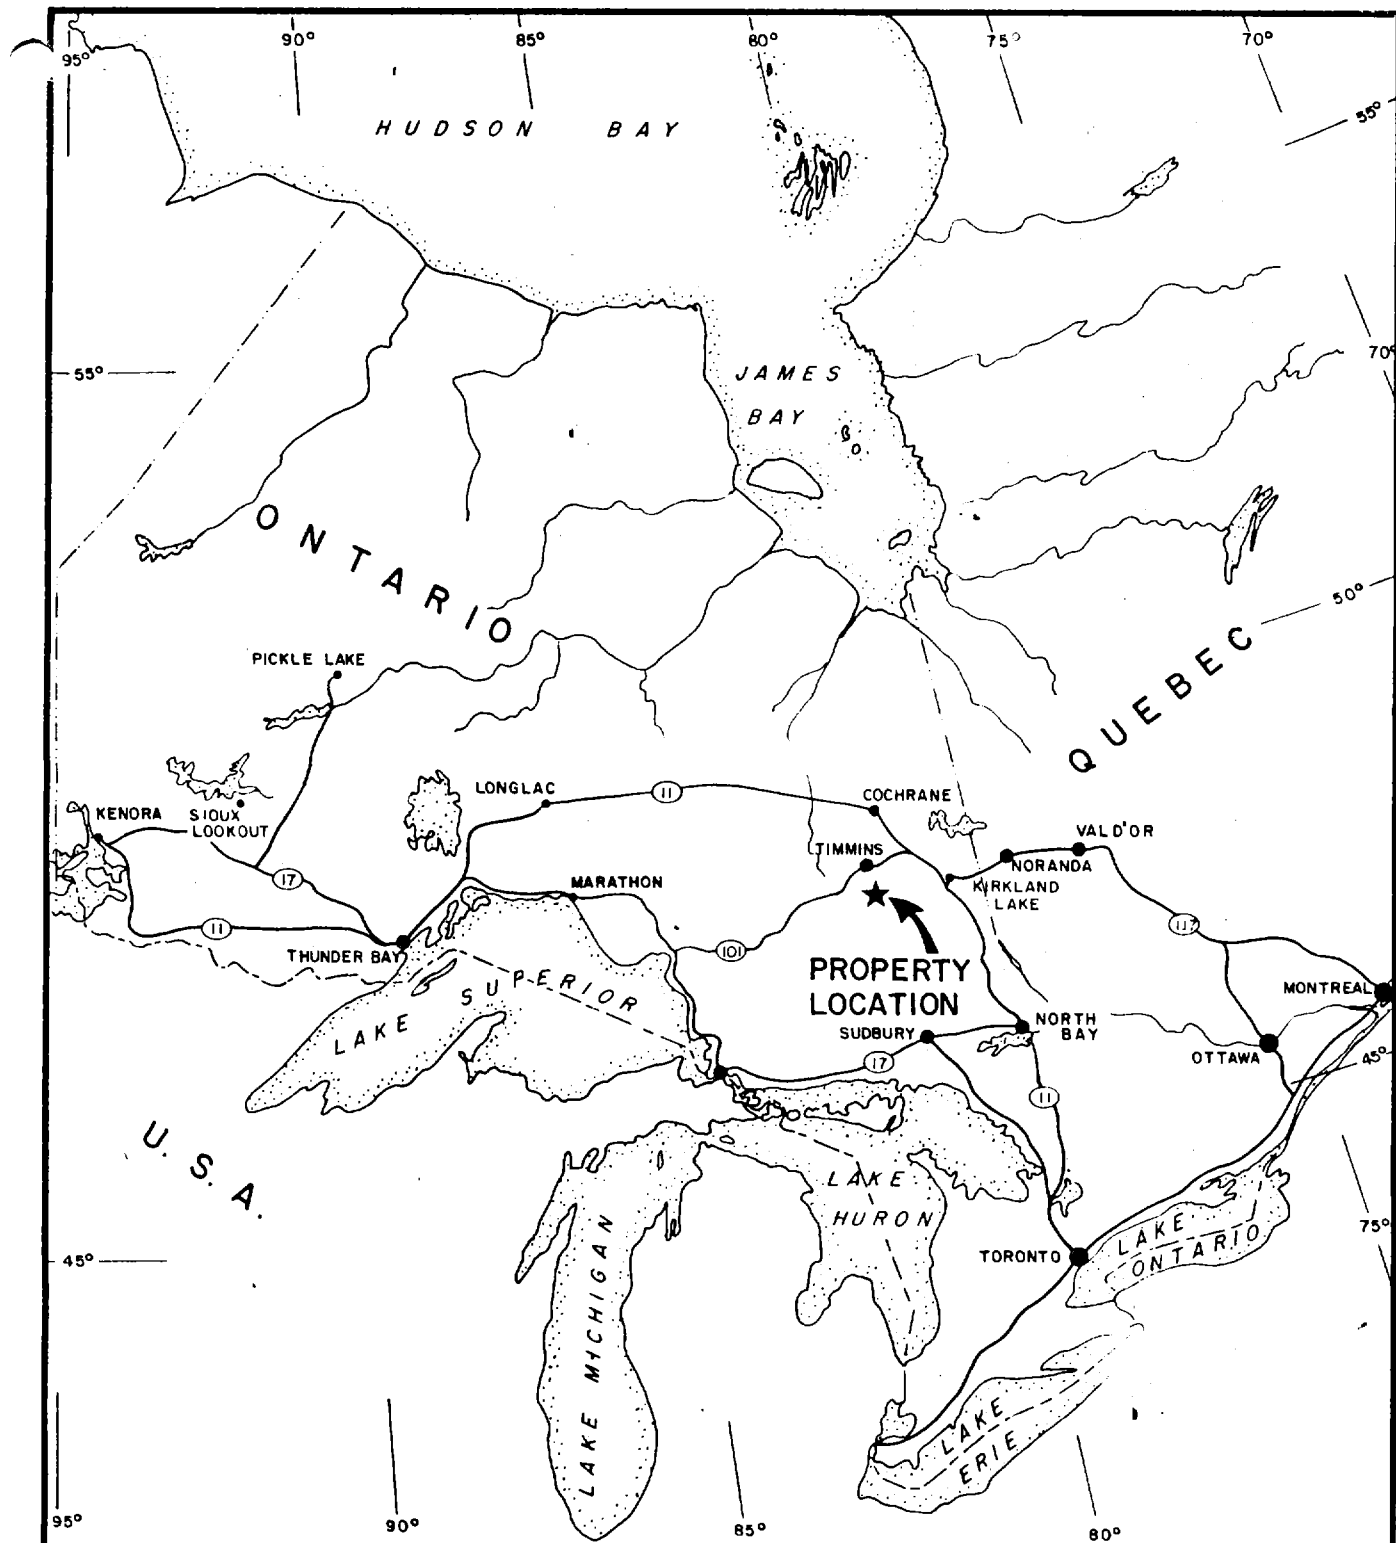 90°
85°
80°
75°
70°
95°
55°
HUDSON BAY
JAMES
BAY
55°
70°
ONTARIO
50°
QUEBEC
PICKLE LAKE
LONGLAC
11
COCHRANE
KENORA
SIOUX
LOOKOUT
TIMMINS
VAL D'OR
NORANDA
KIRKLAND
LAKE
17
MARATHON
11
117
THUNDER BAY
101
PROPERTY
LOCATION
LAKE SUPERIOR
MONTREAL
SUDBURY
NORTH
BAY
OTTAWA
45°
17
11
U.S.A.
LAKE
HURON
LAKE MICHIGAN
TORONTO
LAKE
ONTARIO
75°
45°
LAKE
ERIE
95°
90°
85°
80°